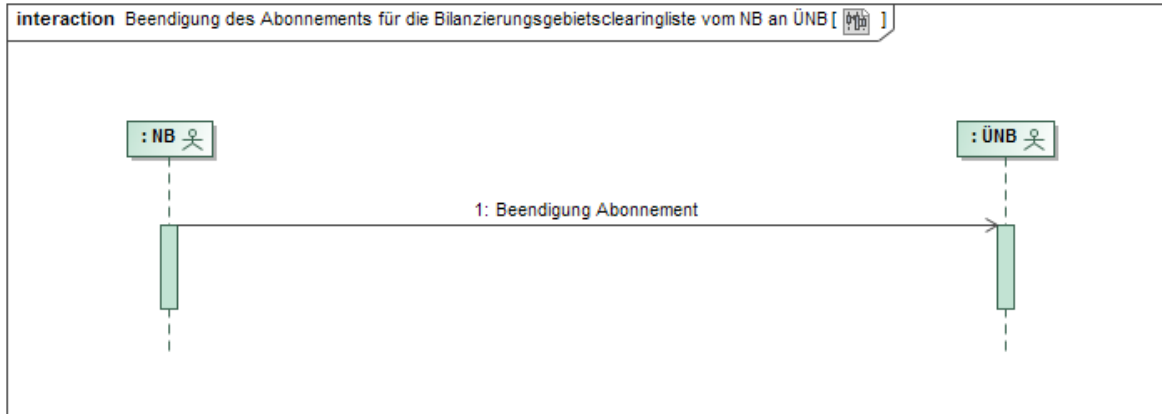 interaction Beendigung des Abonnements für die Bilanzierungsgebietsclearingliste vom NB an ÜNB [ ]
: NB
: ÜNB
1: Beendigung Abonnement